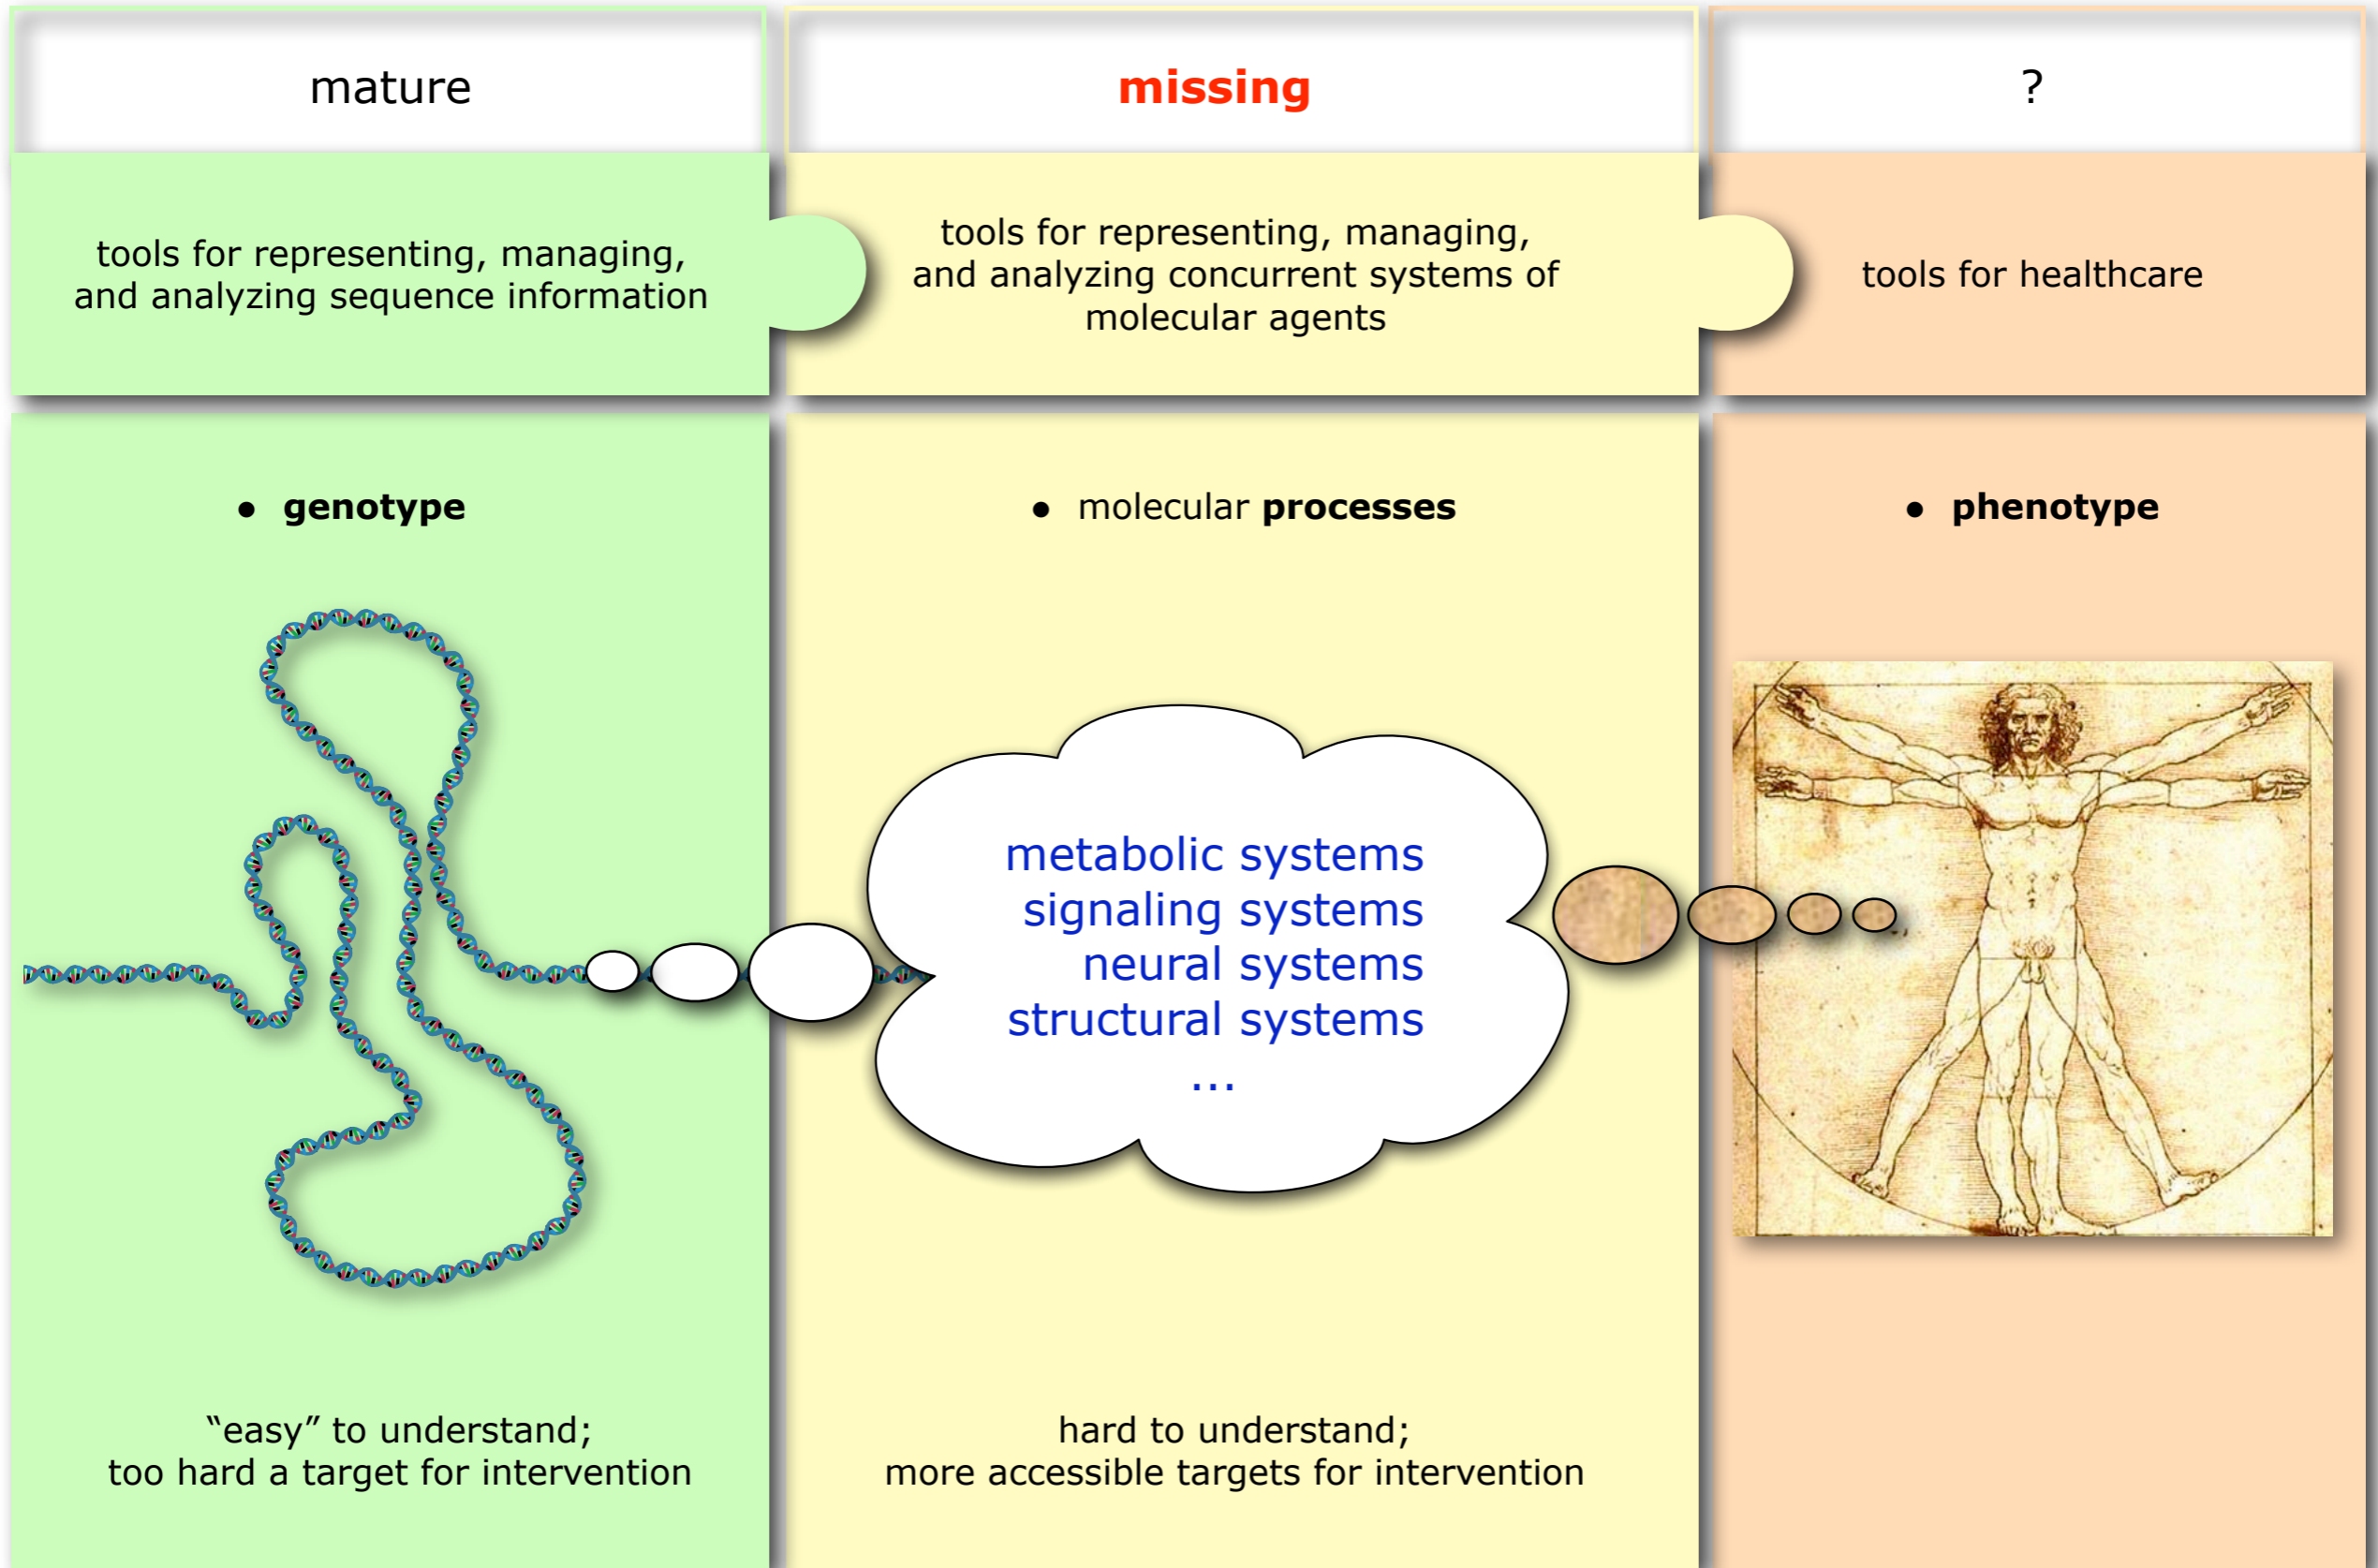 mature
missing
?
tools for representing, managing,
and analyzing sequence information
tools for representing, managing,
and analyzing concurrent systems of
molecular agents
tools for healthcare
• genotype
• molecular processes
• phenotype
metabolic systems
signaling systems
neural systems
structural systems
...
“easy” to understand;
too hard a target for intervention
hard to understand;
more accessible targets for intervention